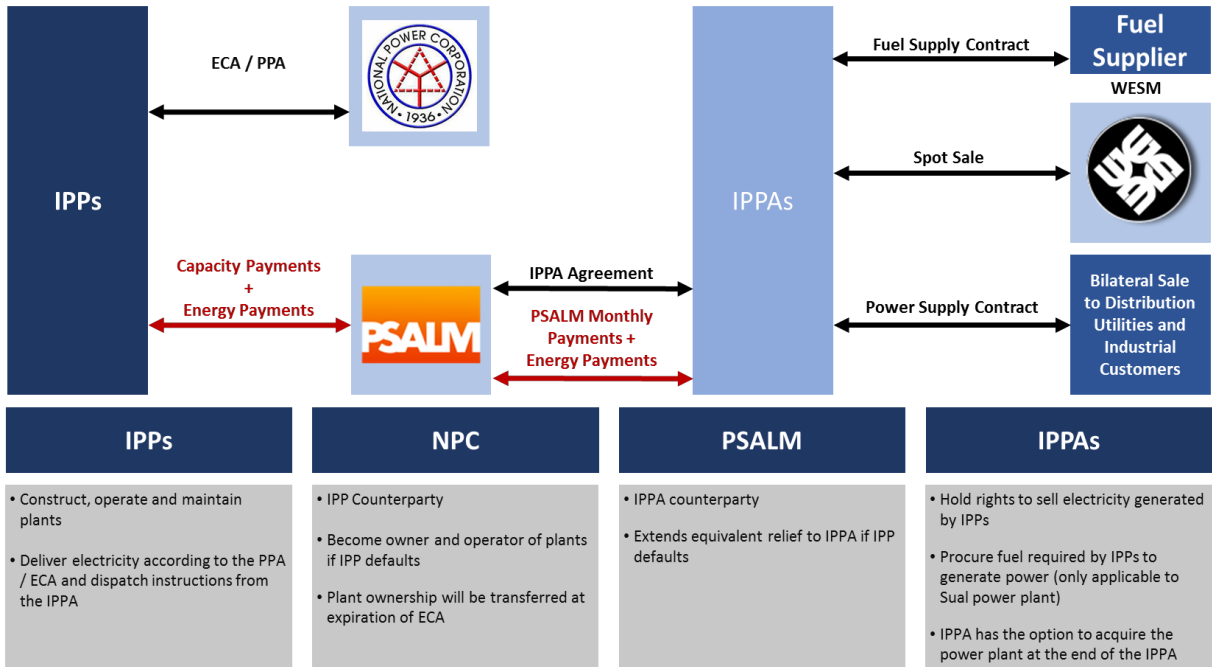 ECA / PPA
NATIONAL POWER CORPORATION
• 1936 •
Fuel Supply Contract
Fuel
Supplier
WESM
IPPs
Spot Sale
IPPAs
Capacity Payments
+
Energy Payments
PSALM
IPPA Agreement
PSALM Monthly
Payments +
Energy Payments
Power Supply Contract
Bilateral Sale
to Distribution
Utilities and
Industrial
Customers
IPPs
• Construct, operate and maintain
plants
• Deliver electricity according to the PPA
/ ECA and dispatch instructions from
the IPPA
NPC
• IPP Counterparty
• Become owner and operator of plants
if IPP defaults
• Plant ownership will be transferred at
expiration of ECA
PSALM
• IPPA counterparty
• Extends equivalent relief to IPPA if IPP
defaults
IPPAs
• Hold rights to sell electricity generated
by IPPs
• Procure fuel required by IPPs to
generate power (only applicable to
Sual power plant)
• IPPA has the option to acquire the
power plant at the end of the IPPA